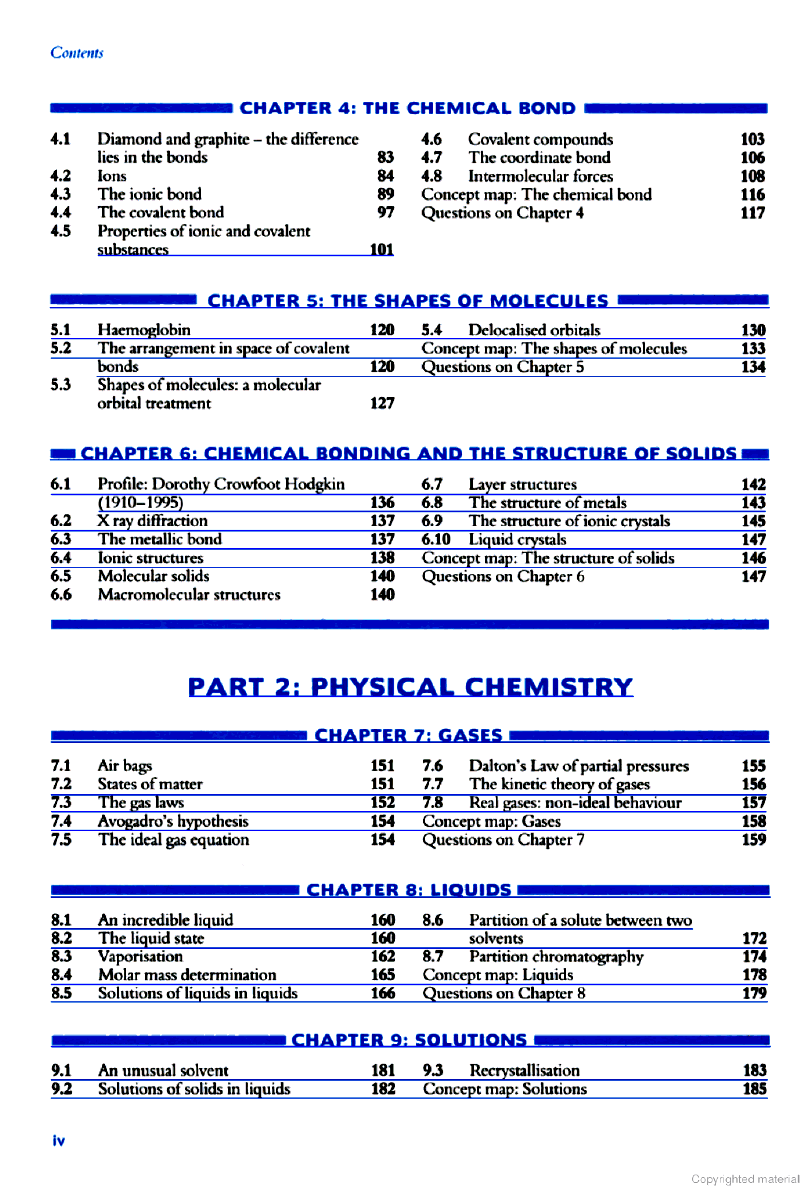 Contents
CHAPTER 4: THE CHEMICAL BOND
4.1 Diamond and graphite – the difference
lies in the bonds 83
4.2 Ions 84
4.3 The ionic bond 89
4.4 The covalent bond 97
4.5 Properties of ionic and covalent
substances 101
4.6 Covalent compounds 103
4.7 The coordinate bond 106
4.8 Intermolecular forces 108
Concept map: The chemical bond 116
Questions on Chapter 4 117
CHAPTER 5: THE SHAPES OF MOLECULES
5.1 Haemoglobin 120
5.2 The arrangement in space of covalent
bonds 120
5.3 Shapes of molecules: a molecular
orbital treatment 127
5.4 Delocalised orbitals 130
Concept map: The shapes of molecules 133
Questions on Chapter 5 134
CHAPTER 6: CHEMICAL BONDING AND THE STRUCTURE OF SOLIDS
6.1 Profile: Dorothy Crowfoot Hodgkin
(1910–1995) 136
6.2 X ray diffraction 137
6.3 The metallic bond 137
6.4 Ionic structures 138
6.5 Molecular solids 140
6.6 Macromolecular structures 140
6.7 Layer structures 142
6.8 The structure of metals 143
6.9 The structure of ionic crystals 145
6.10 Liquid crystals 147
Concept map: The structure of solids 146
Questions on Chapter 6 147
PART 2: PHYSICAL CHEMISTRY
CHAPTER 7: GASES
7.1 Air bags 151
7.2 States of matter 151
7.3 The gas laws 152
7.4 Avogadro's hypothesis 154
7.5 The ideal gas equation 154
7.6 Dalton's Law of partial pressures 155
7.7 The kinetic theory of gases 156
7.8 Real gases: non-ideal behaviour 157
Concept map: Gases 158
Questions on Chapter 7 159
CHAPTER 8: LIQUIDS
8.1 An incredible liquid 160
8.2 The liquid state 160
8.3 Vaporisation 162
8.4 Molar mass determination 165
8.5 Solutions of liquids in liquids 166
8.6 Partition of a solute between two
solvents 172
8.7 Partition chromatography 174
Concept map: Liquids 178
Questions on Chapter 8 179
CHAPTER 9: SOLUTIONS
9.1 An unusual solvent 181
9.2 Solutions of solids in liquids 182
9.3 Recrystallisation 183
Concept map: Solutions 185
iv
Copyrighted material